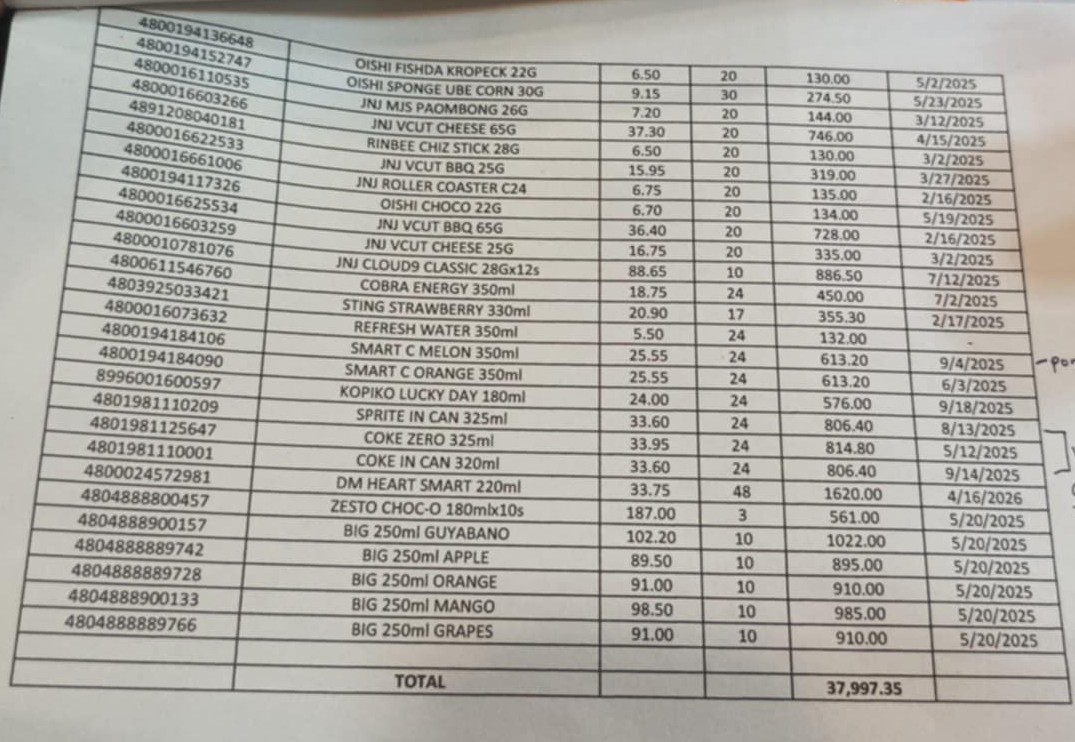 4800194136648 OISHI FISHDA KROPECK 22G 6.50 20 130.00 5/2/2025
4800194152747 OISHI SPONGE UBE CORN 30G 9.15 30 274.50 5/23/2025
4800016110535 JNJ MJS PAOMBONG 26G 7.20 20 144.00 3/12/2025
4800016603266 JNJ VCUT CHEESE 65G 37.30 20 746.00 4/15/2025
4891208040181 RINBEE CHIZ STICK 28G 6.50 20 130.00 3/2/2025
4800016622533 JNJ VCUT BBQ 25G 15.95 20 319.00 3/27/2025
4800016661006 JNJ ROLLER COASTER C24 6.75 20 135.00 2/16/2025
4800194117326 OISHI CHOCO 22G 6.70 20 134.00 5/19/2025
4800016625534 JNJ VCUT BBQ 65G 36.40 20 728.00 2/16/2025
4800016603259 JNJ VCUT CHEESE 25G 16.75 20 335.00 3/2/2025
4800010781076 JNJ CLOUD9 CLASSIC 28Gx12s 88.65 10 886.50 7/12/2025
4800611546760 COBRA ENERGY 350ml 18.75 24 450.00 7/2/2025
4803925033421 STING STRAWBERRY 330ml 20.90 17 355.30 2/17/2025
4800016073632 REFRESH WATER 350ml 5.50 24 132.00
4800194184106 SMART C MELON 350ml 25.55 24 613.20 9/4/2025
4800194184090 SMART C ORANGE 350ml 25.55 24 613.20 6/3/2025
8996001600597 KOPIKO LUCKY DAY 180ml 24.00 24 576.00 9/18/2025
4801981110209 SPRITE IN CAN 325ml 33.60 24 806.40 8/13/2025
4801981125647 COKE ZERO 325ml 33.95 24 814.80 5/12/2025
4801981110001 COKE IN CAN 320ml 33.60 24 806.40 9/14/2025
4800024572981 DM HEART SMART 220ml 33.75 48 1620.00 4/16/2026
4804888800457 ZESTO CHOC-O 180mlx10s 187.00 3 561.00 5/20/2025
4804888900157 BIG 250ml GUYABANO 102.20 10 1022.00 5/20/2025
4804888889742 BIG 250ml APPLE 89.50 10 895.00 5/20/2025
4804888889728 BIG 250ml ORANGE 91.00 10 910.00 5/20/2025
4804888900133 BIG 250ml MANGO 98.50 10 985.00 5/20/2025
4804888889766 BIG 250ml GRAPES 91.00 10 910.00 5/20/2025
TOTAL 37,997.35